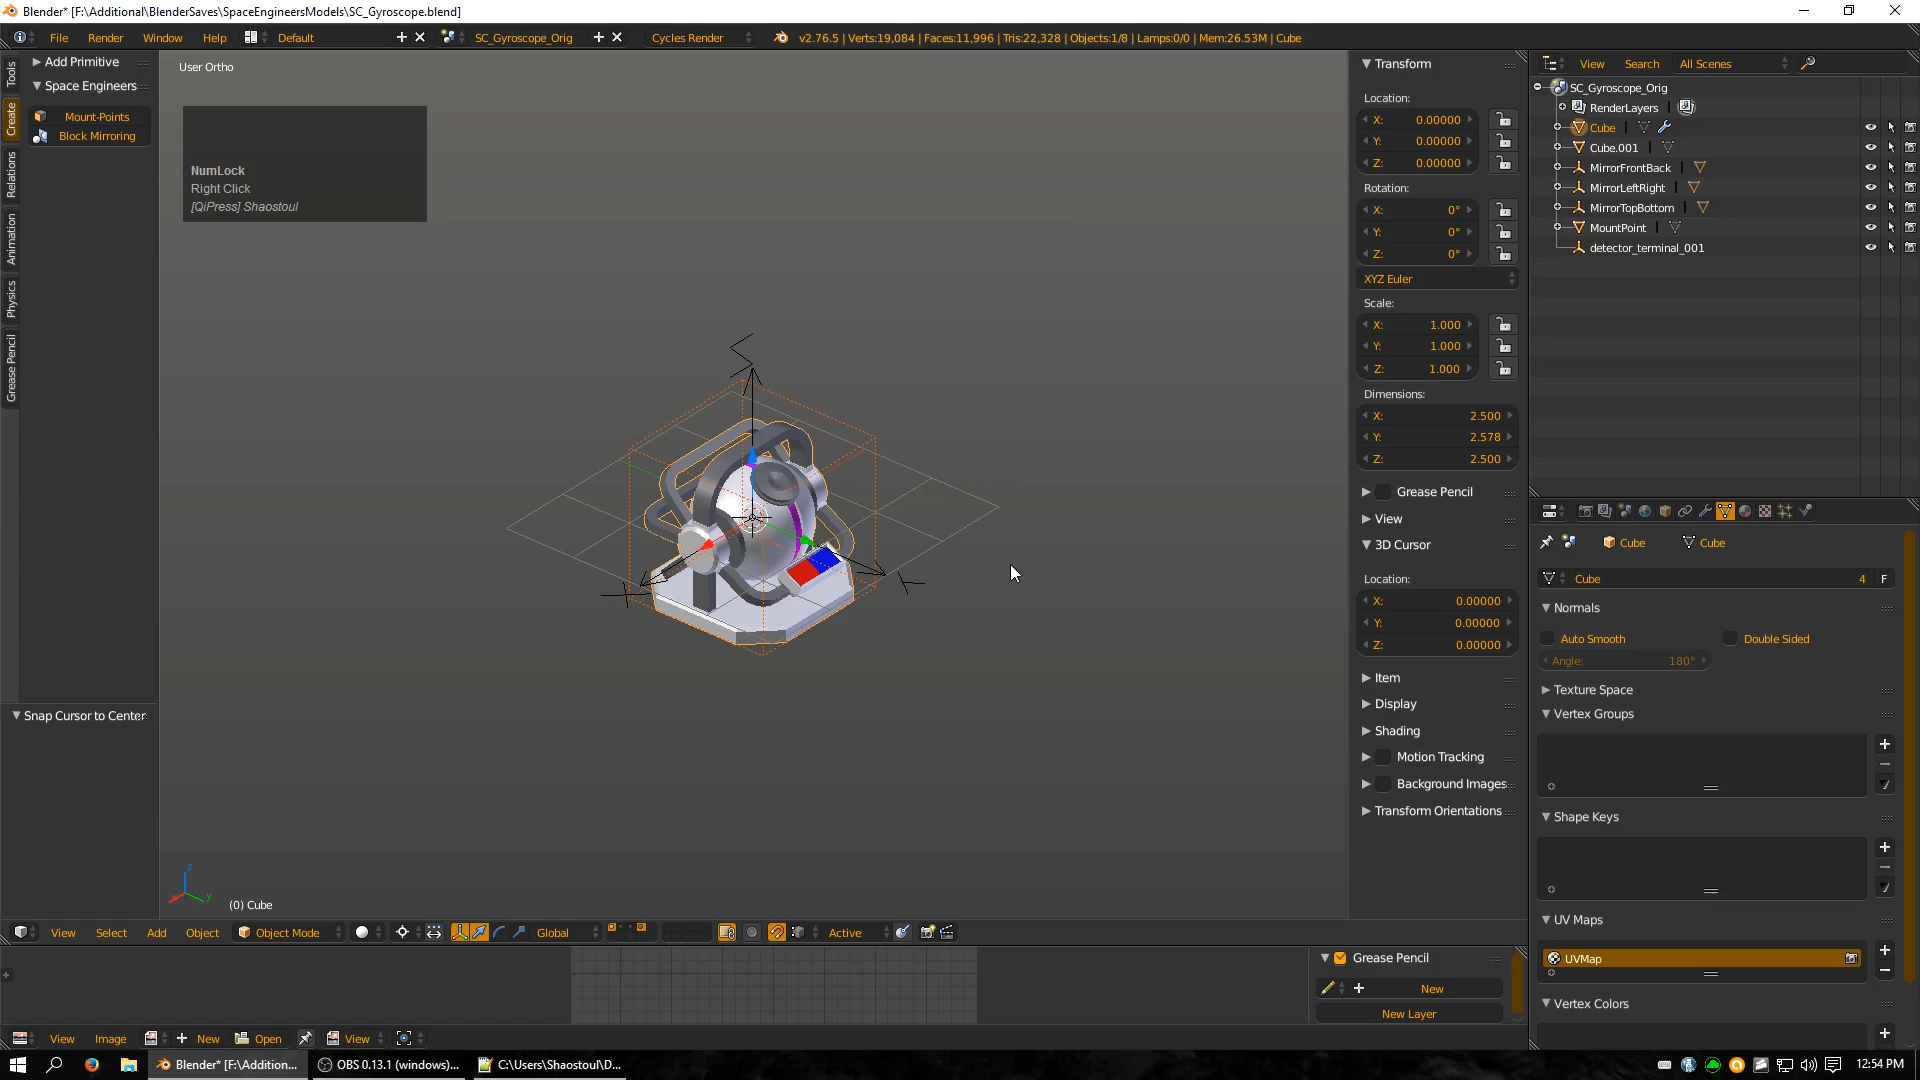 Blender* [F:\Additional\BlenderSaves\SpaceEngineersModels\SC_Gyroscope.blend]
File Render Window Help Default SC_Gyroscope_Orig Cycles Render v2.76.5 | Verts:19,084 | Faces:11,996 | Tris:22,328 | Objects:1/8 | Lamps:0/0 | Mem:26.53M | Cube
Tools
Create
Relations
Animation
Physics
Grease Pencil
Add Primitive
Space Engineers
Mount-Points
Block Mirroring
Snap Cursor to Center
User Ortho
NumLock
Right Click
[QiPress] Shaostoul
(0) Cube
Transform
Location:
X: 0.00000
Y: 0.00000
Z: 0.00000
Rotation:
X: 0°
Y: 0°
Z: 0°
XYZ Euler
Scale:
X: 1.000
Y: 1.000
Z: 1.000
Dimensions:
X: 2.500
Y: 2.578
Z: 2.500
Grease Pencil
View
3D Cursor
Location:
X: 0.00000
Y: 0.00000
Z: 0.00000
Item
Display
Shading
Motion Tracking
Background Images
Transform Orientations
View Search All Scenes
SC_Gyroscope_Orig
RenderLayers
Cube
Cube.001
MirrorFrontBack
MirrorLeftRight
MirrorTopBottom
MountPoint
detector_terminal_001
Cube Cube
Cube 4 F
Normals
Auto Smooth Double Sided
Angle: 180°
Texture Space
Vertex Groups
Shape Keys
UV Maps
UVMap
Vertex Colors
View Select Add Object Object Mode Global Active
Grease Pencil
New
New Layer
View Image New Open View
Blender* [F:\Addition... OBS 0.13.1 (windows)... C:\Users\Shaostoul\D... 12:54 PM